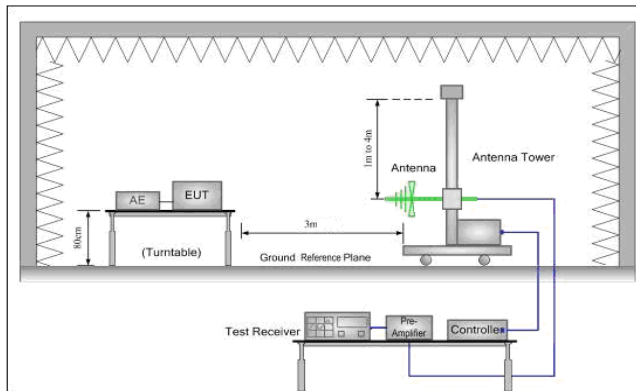 1m to 4m
Antenna
Antenna Tower
AE
EUT
80cm
(Turntable)
3m
Ground Reference Plane
Test Receiver
Pre-
Amplifier
Controller